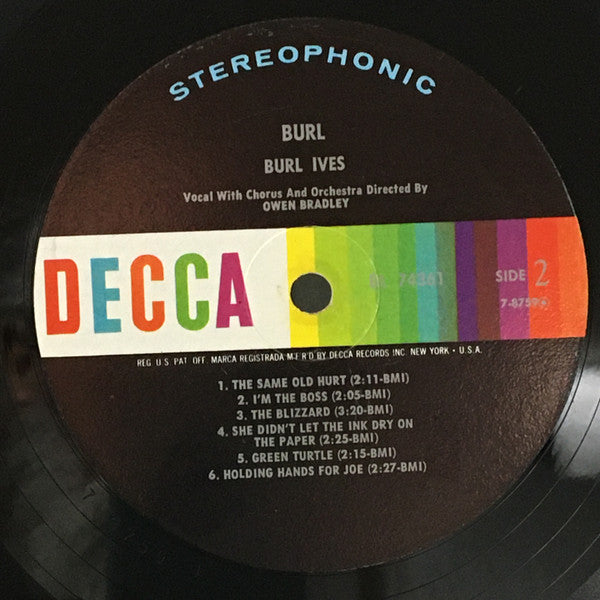 STEREOPHONIC
BURL
BURL IVES
Vocal With Chorus And Orchestra Directed By
OWEN BRADLEY
DECCA
74361
SIDE 2
REG. U.S. PAT. OFF. MARCA REGISTRADA M.F.R'D BY DECCA RECORDS INC. NEW YORK • U.S.A.
1. THE SAME OLD HURT (2:11-BMI)
2. I'M THE BOSS (2:05-BMI)
3. THE BLIZZARD (3:20-BMI)
4. SHE DIDN'T LET THE INK DRY ON
THE PAPER (2:25-BMI)
5. GREEN TURTLE (2:15-BMI)
6. HOLDING HANDS FOR JOE (2:27-BMI)